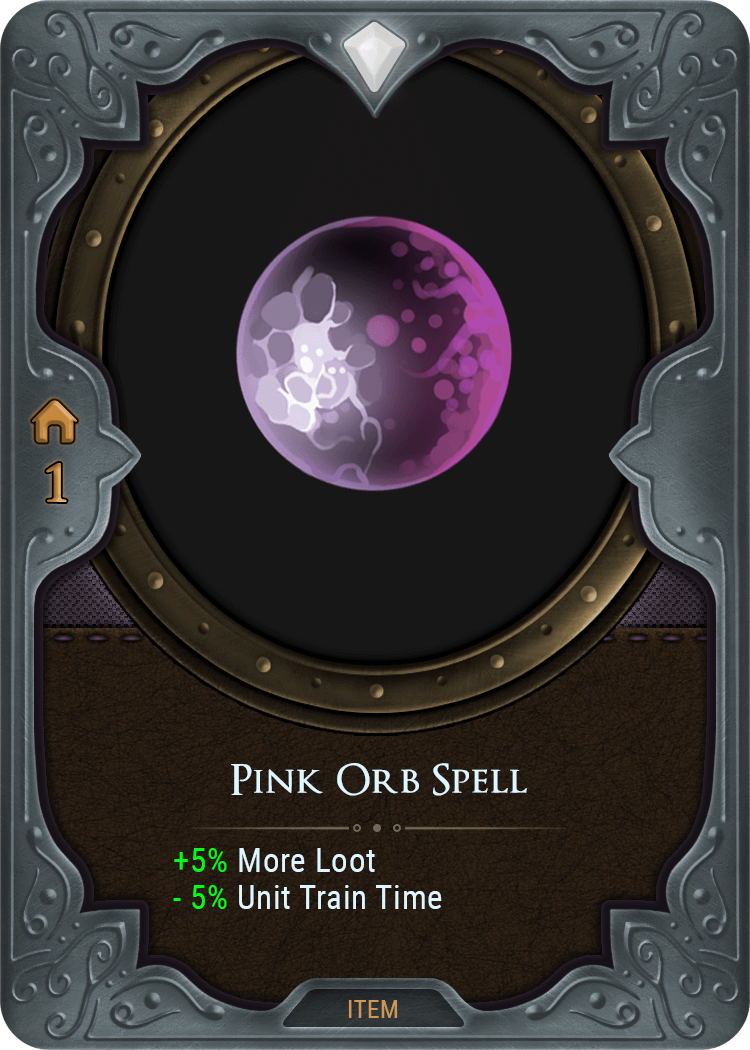 1
Pink Orb Spell
+5% More Loot
- 5% Unit Train Time
ITEM